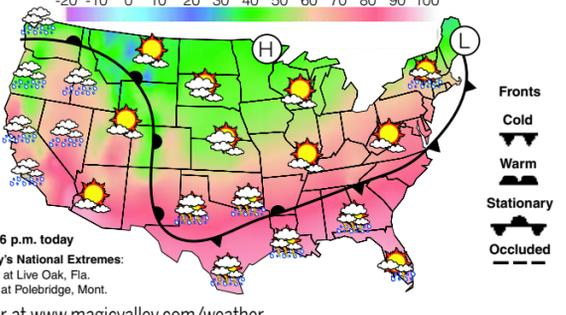 -20 -10 0 10 20 30 40 50 60 70 80 90 100
H
L
Fronts
Cold
Warm
Stationary
Occluded
6 p.m. today
y's National Extremes:
at Live Oak, Fla.
at Polebridge, Mont.
r at www.magicvalley.com/weather